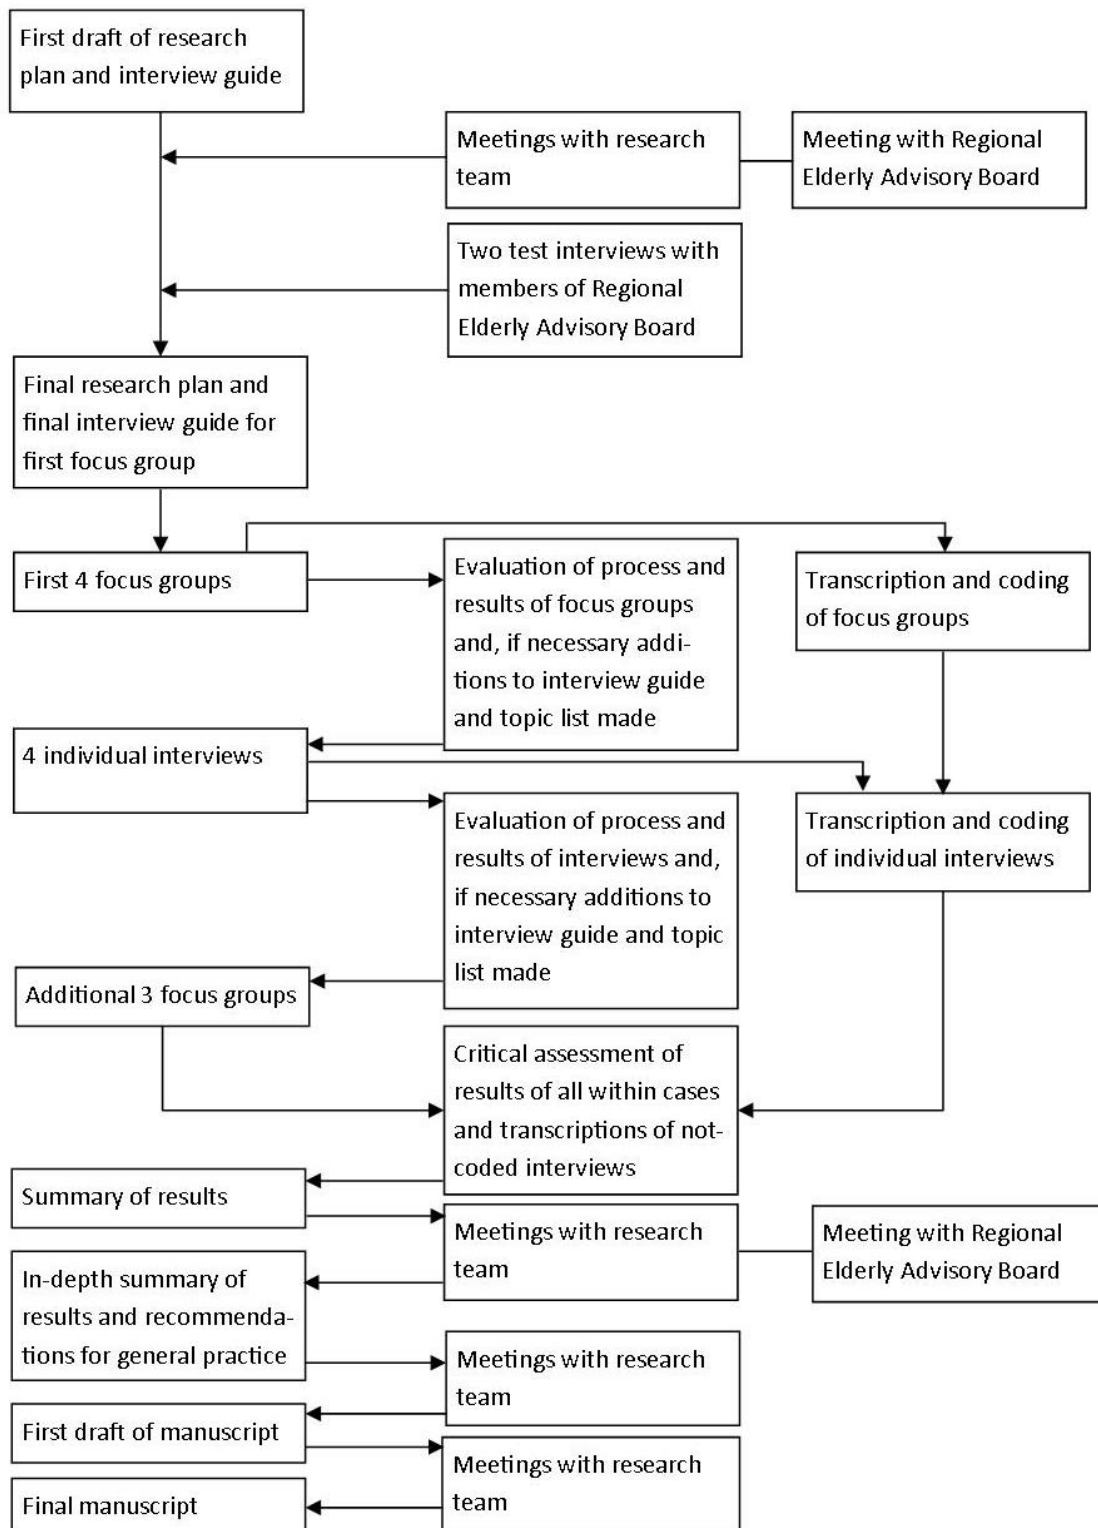 First draft of research
plan and interview guide
Meetings with research
team
Meeting with Regional
Elderly Advisory Board
Two test interviews with
members of Regional
Elderly Advisory Board
Final research plan and
final interview guide for
first focus group
First 4 focus groups
Evaluation of process and
results of focus groups
and, if necessary addi-
tions to interview guide
and topic list made
Transcription and coding
of focus groups
4 individual interviews
Evaluation of process and
results of interviews and,
if necessary additions to
interview guide and topic
list made
Transcription and coding
of individual interviews
Additional 3 focus groups
Critical assessment of
results of all within cases
and transcriptions of not-
coded interviews
Summary of results
Meetings with research
team
Meeting with Regional
Elderly Advisory Board
In-depth summary of
results and recommenda-
tions for general practice
Meetings with research
team
First draft of manuscript
Meetings with research
team
Final manuscript